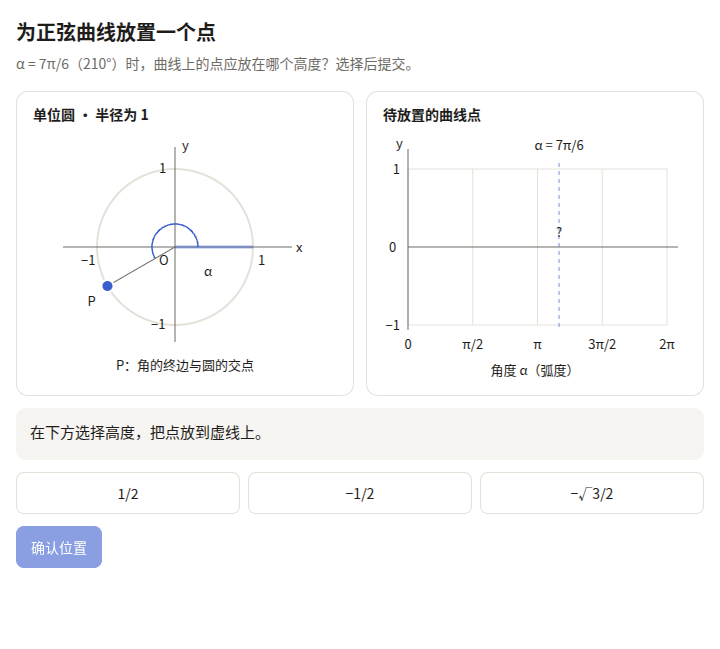 为正弦曲线放置一个点
α = 7π/6（210°）时，曲线上的点应放在哪个高度？选择后提交。
单位圆 · 半径为 1
y
1
−1
O
1
x
α
P
−1
P：角的终边与圆的交点
待放置的曲线点
y
α = 7π/6
1
?
0
−1
0
π/2
π
3π/2
2π
角度 α（弧度）
在下方选择高度，把点放到虚线上。
1/2
−1/2
−√3/2
确认位置